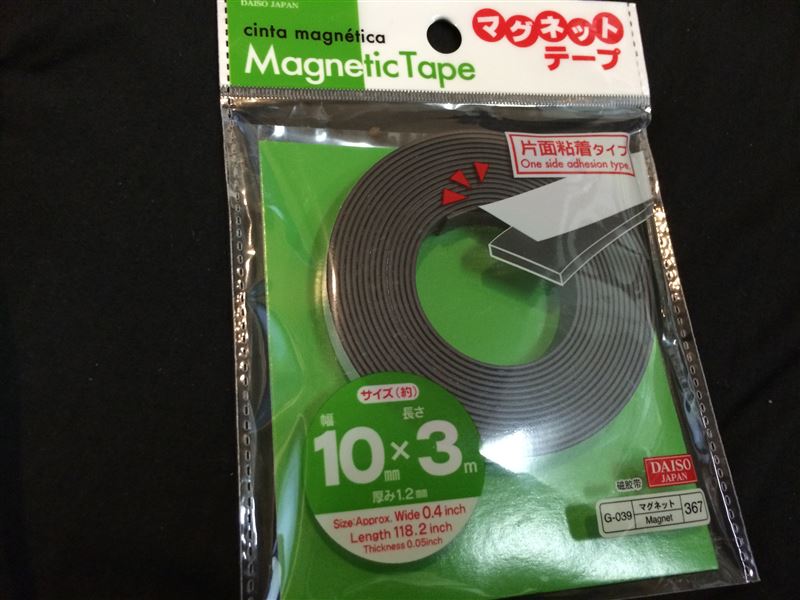 DAISO JAPAN
cinta magnética
MagneticTape
マグネット
テープ
片面粘着タイプ
One side adhesion type.
サイズ（約）
幅 長さ
10mm×3m
厚み1.2mm
Size:Approx. Wide 0.4 inch
Length 118.2 inch
Thickness 0.05inch
磁胶带
DAISO
JAPAN
G-039 マグネット 367
Magnet